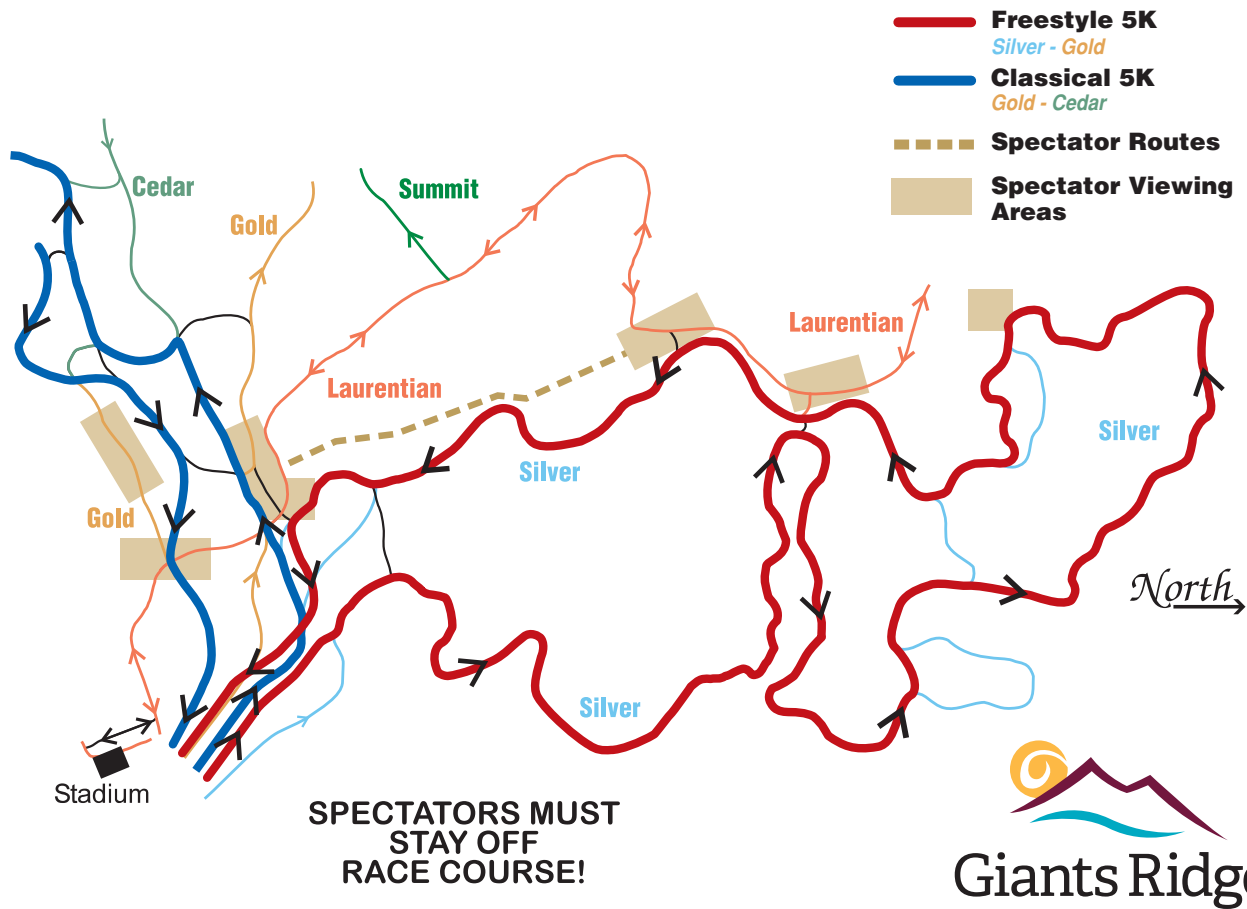 Freestyle 5K
Silver - Gold
Classical 5K
Gold - Cedar
Spectator Routes
Spectator Viewing
Areas
Cedar
Summit
Gold
Laurentian
Laurentian
Silver
Silver
Gold
North
Silver
Stadium
SPECTATORS MUST
STAY OFF
RACE COURSE!
Giants Ridge